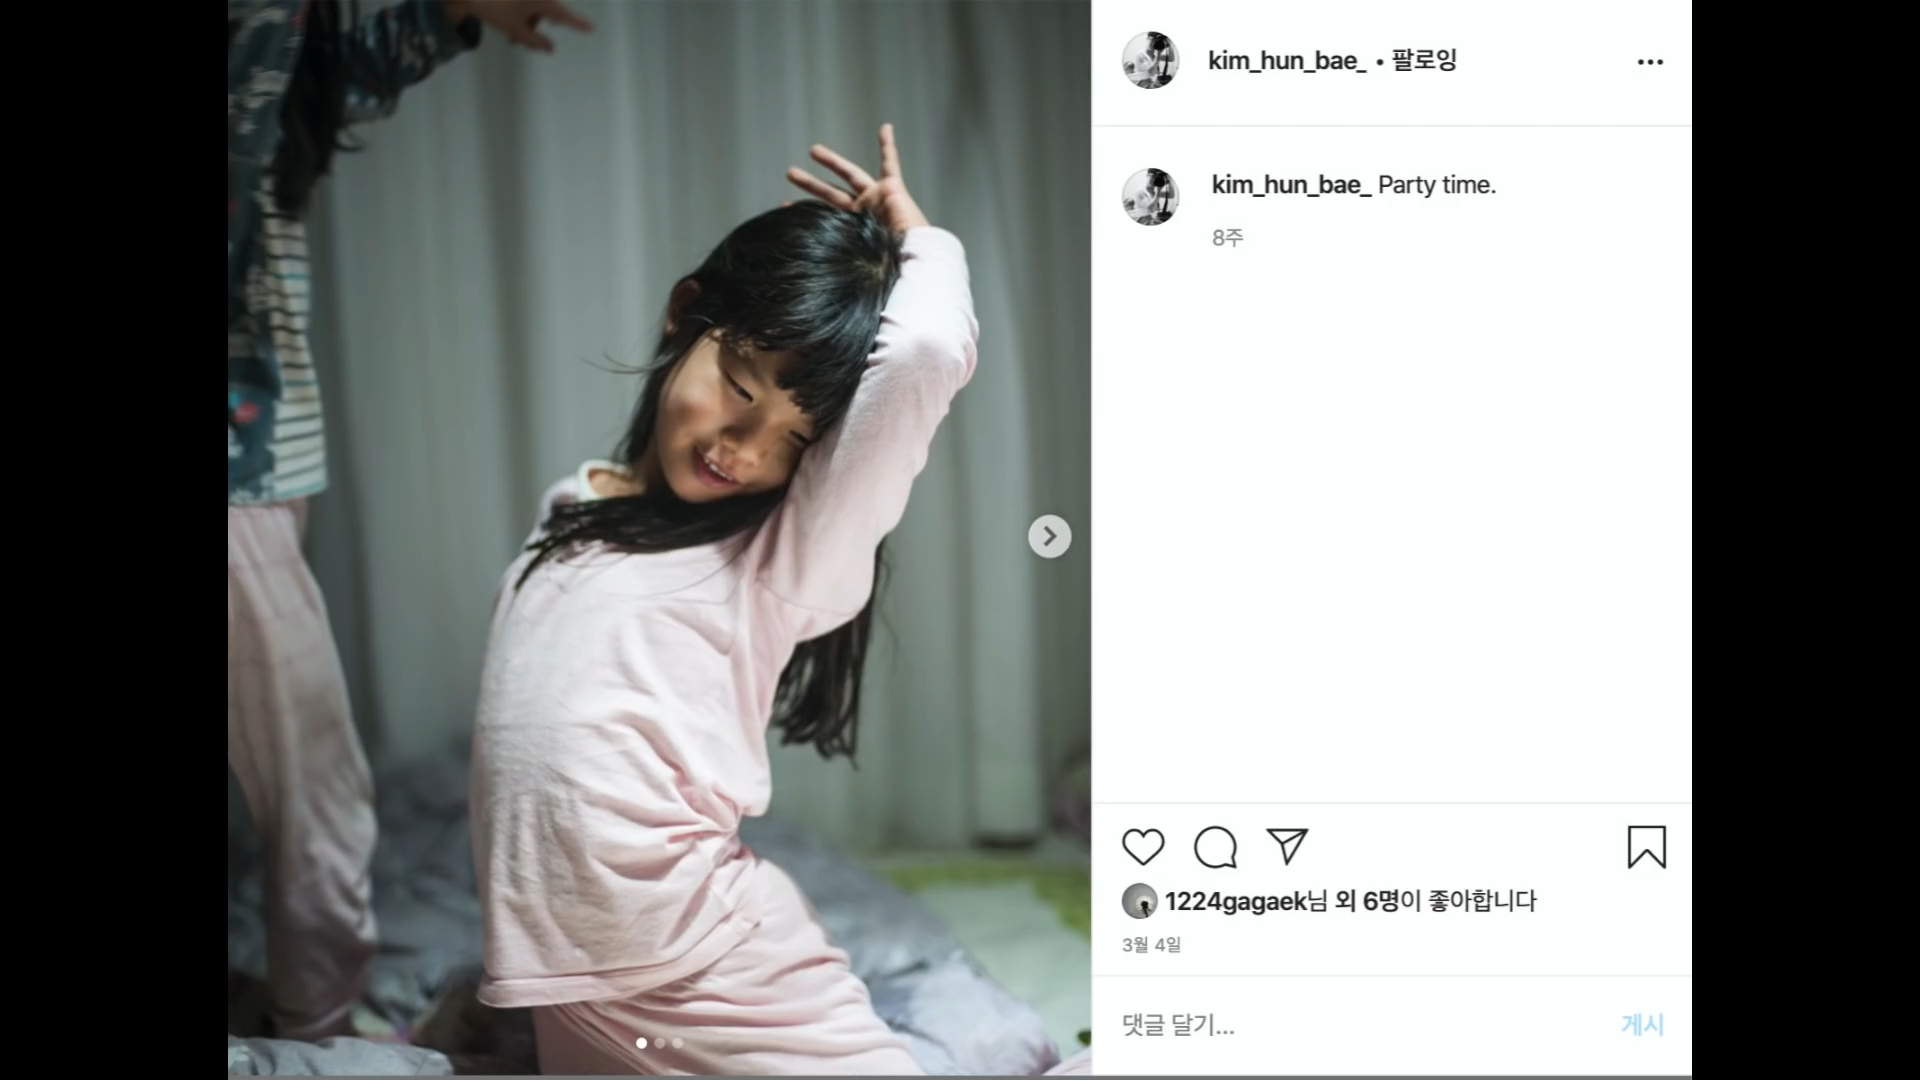 kim_hun_bae_ • 팔로잉
kim_hun_bae_ Party time.
8주
1224gagaek님 외 6명이 좋아합니다
3월 4일
댓글 달기...
게시